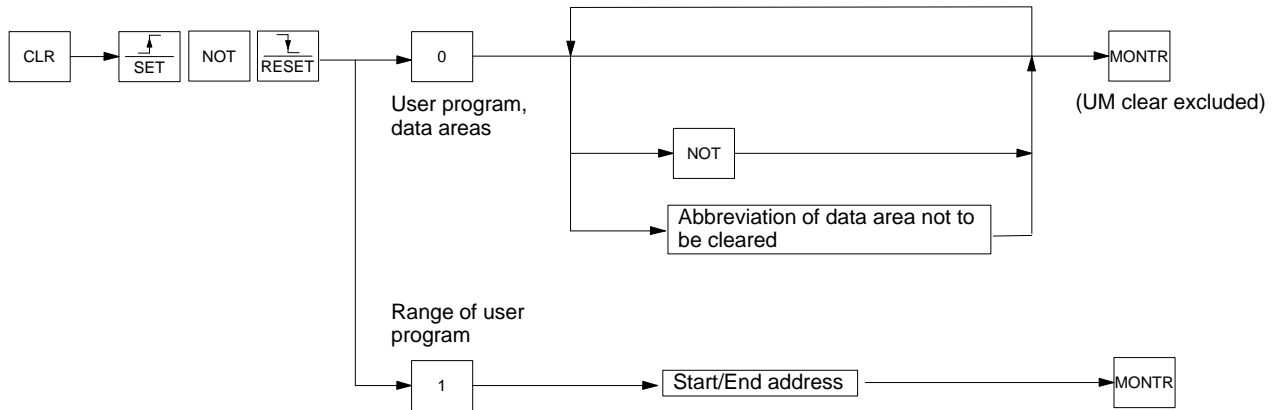 CLR
SET
NOT
RESET
0
MONTR
User program,
data areas
(UM clear excluded)
NOT
Abbreviation of data area not to
be cleared
Range of user
program
1
Start/End address
MONTR